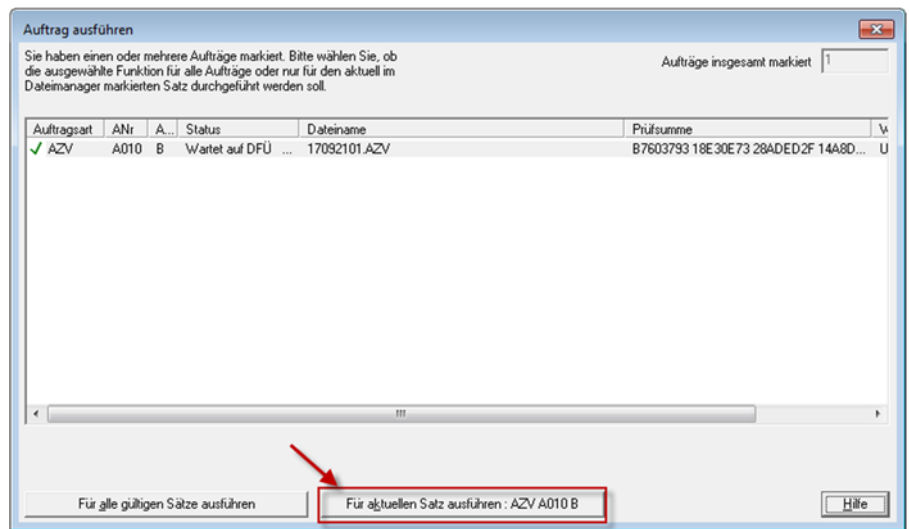 Auftrag ausführen
Sie haben einen oder mehrere Aufträge markiert. Bitte wählen Sie, ob
die ausgewählte Funktion für alle Aufträge oder nur für den aktuell im
Dateimanager markierten Satz durchgeführt werden soll.
Aufträge insgesamt markiert 1
Auftragsart ANr A... Status Dateiname Prüfsumme
AZV A010 B Wartet auf DFÜ ... 17092101.AZV B7603793 18E30E73 28ADED2F 14A8D... U
Für alle gültigen Sätze ausführen
Für aktuellen Satz ausführen : AZV A010 B
Hilfe